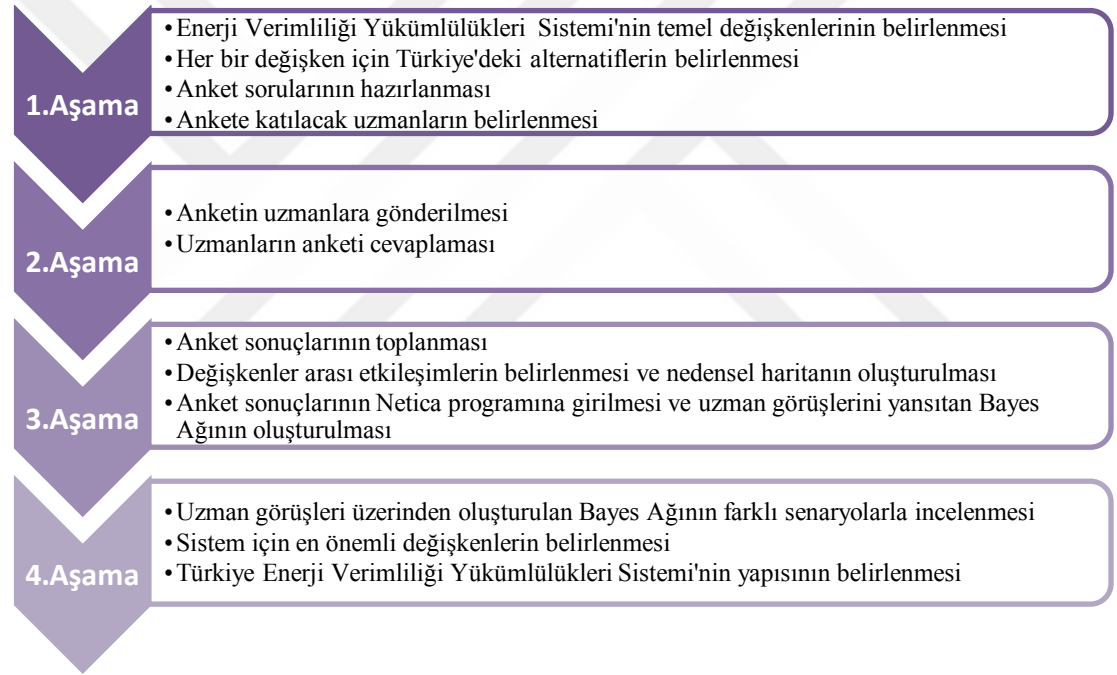 1.Aşama
•Enerji Verimliliği Yükümlülükleri Sistemi'nin temel değişkenlerinin belirlenmesi
•Her bir değişken için Türkiye'deki alternatiflerin belirlenmesi
•Anket sorularının hazırlanması
•Ankete katılacak uzmanların belirlenmesi
2.Aşama
•Anketin uzmanlara gönderilmesi
•Uzmanların anketi cevaplaması
3.Aşama
•Anket sonuçlarının toplanması
•Değişkenler arası etkileşimlerin belirlenmesi ve nedensel haritanın oluşturulması
•Anket sonuçlarının Netica programına girilmesi ve uzman görüşlerini yansıtan Bayes
Ağının oluşturulması
4.Aşama
•Uzman görüşleri üzerinden oluşturulan Bayes Ağının farklı senaryolarla incelenmesi
•Sistem için en önemli değişkenlerin belirlenmesi
•Türkiye Enerji Verimliliği Yükümlülükleri Sistemi'nin yapısının belirlenmesi